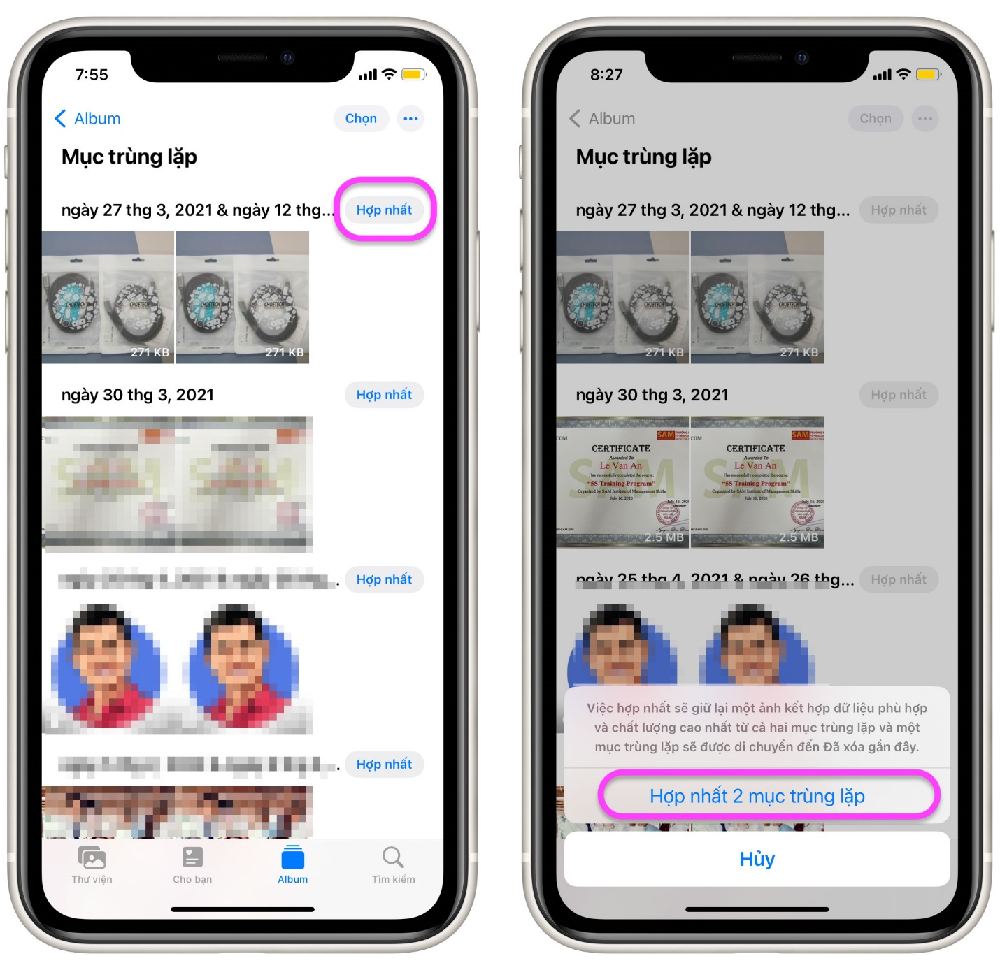 7:55
Album
Chọn
Mục trùng lặp
ngày 27 thg 3, 2021 & ngày 12 thg...
Hợp nhất
CHOETECH
CHOETECH
271 KB
271 KB
ngày 30 thg 3, 2021
Hợp nhất
Hợp nhất
Hợp nhất
Thư viện
Cho bạn
Album
Tìm kiếm
8:27
Album
Chọn
Mục trùng lặp
ngày 27 thg 3, 2021 & ngày 12 thg...
Hợp nhất
CHOETECH
CHOETECH
271 KB
271 KB
ngày 30 thg 3, 2021
Hợp nhất
COM
SAM
CERTIFICATE
Awarded To
Le Van An
Has successfully completed the course:
"5S Training Program"
Organized by SAM Institute of Management Skills
July 16, 2020
2.5 MB
COM
SAM
CERTIFICATE
Awarded To
Le Van An
Has successfully completed the course:
"5S Training Program"
Organized by SAM Institute of Management Skills
July 16, 2020
2.5 MB
ngày 25 thg 4, 2021 & ngày 26 thg...
Hợp nhất
Việc hợp nhất sẽ giữ lại một ảnh kết hợp dữ liệu phù hợp
và chất lượng cao nhất từ cả hai mục trùng lặp và một
mục trùng lặp sẽ được di chuyển đến Đã xóa gần đây.
Hợp nhất 2 mục trùng lặp
Hủy